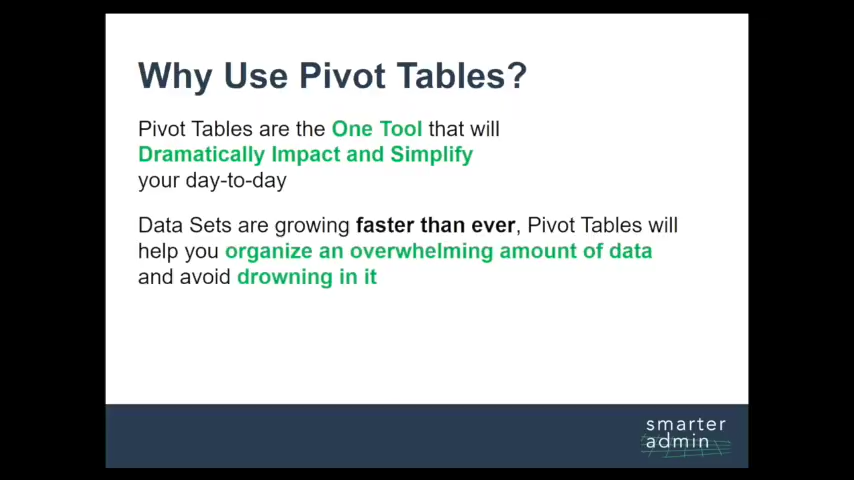 Why Use Pivot Tables?
Pivot Tables are the One Tool that will
Dramatically Impact and Simplify
your day-to-day
Data Sets are growing faster than ever, Pivot Tables will
help you organize an overwhelming amount of data
and avoid drowning in it
smarter
admin